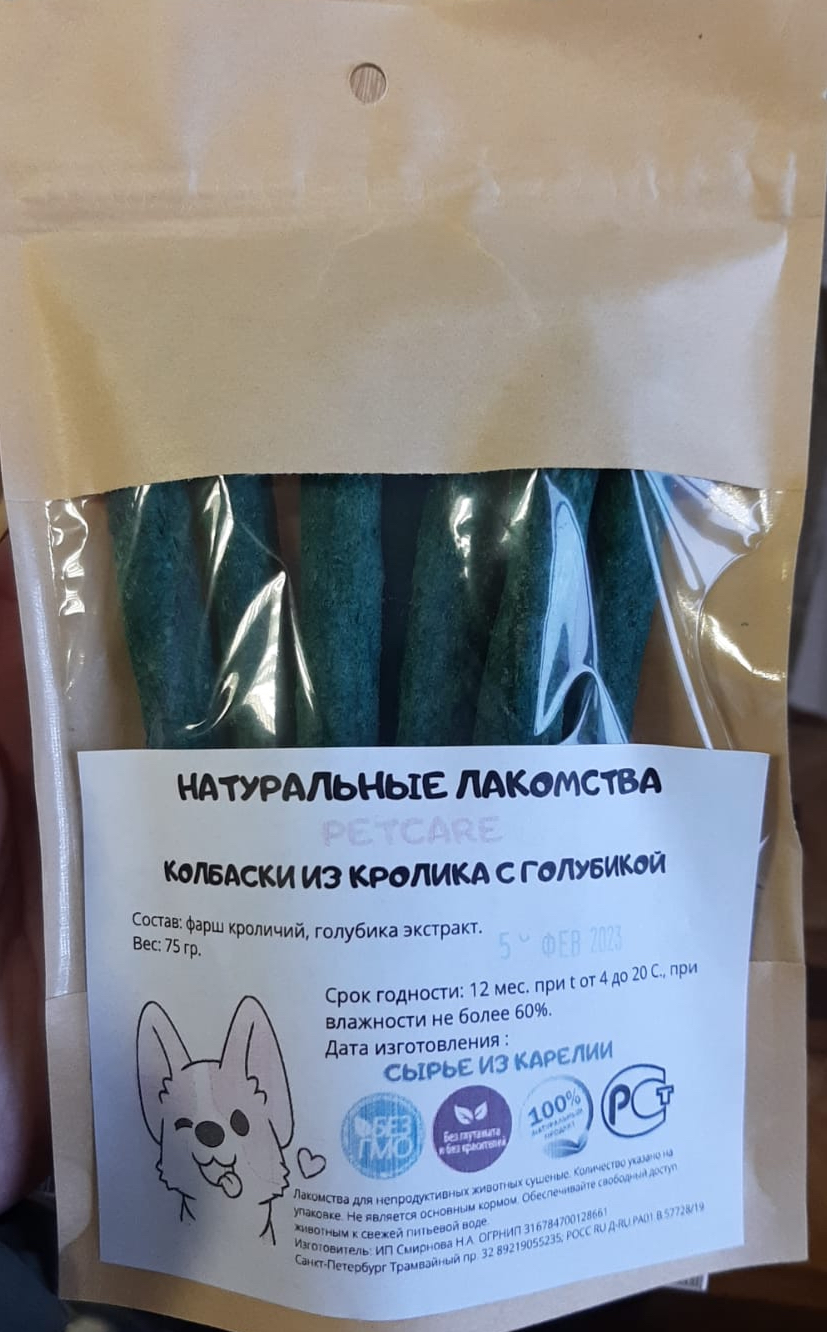 НАТУРАЛЬНЫЕ ЛАКОМСТВА
PETCARE
КОЛБАСКИ ИЗ КРОЛИКА С ГОЛУБИКОЙ
Состав: фарш кроличий, голубика экстракт.
Вес: 75 гр.
5 ФЕВ 2023
Срок годности: 12 мес. при t от 4 до 20 С., при
влажности не более 60%.
Дата изготовления :
СЫРЬЕ ИЗ КАРЕЛИИ
БЕЗ
ГМО
Без глутамата
и без красителей
100%
НАТУРАЛЬНЫЙ
ПРОДУКТ
РСТ
Лакомства для непродуктивных животных сушеные. Количество указано на
упаковке. Не является основным кормом. Обеспечивайте свободный доступ
животным к свежей питьевой воде.
Изготовитель: ИП Смирнова Н.А. ОГРНИП 316784700128661
Санкт-Петербург Трамвайный пр. 32 89219055235; РОСС RU Д-RU.РА01 В.57728/19